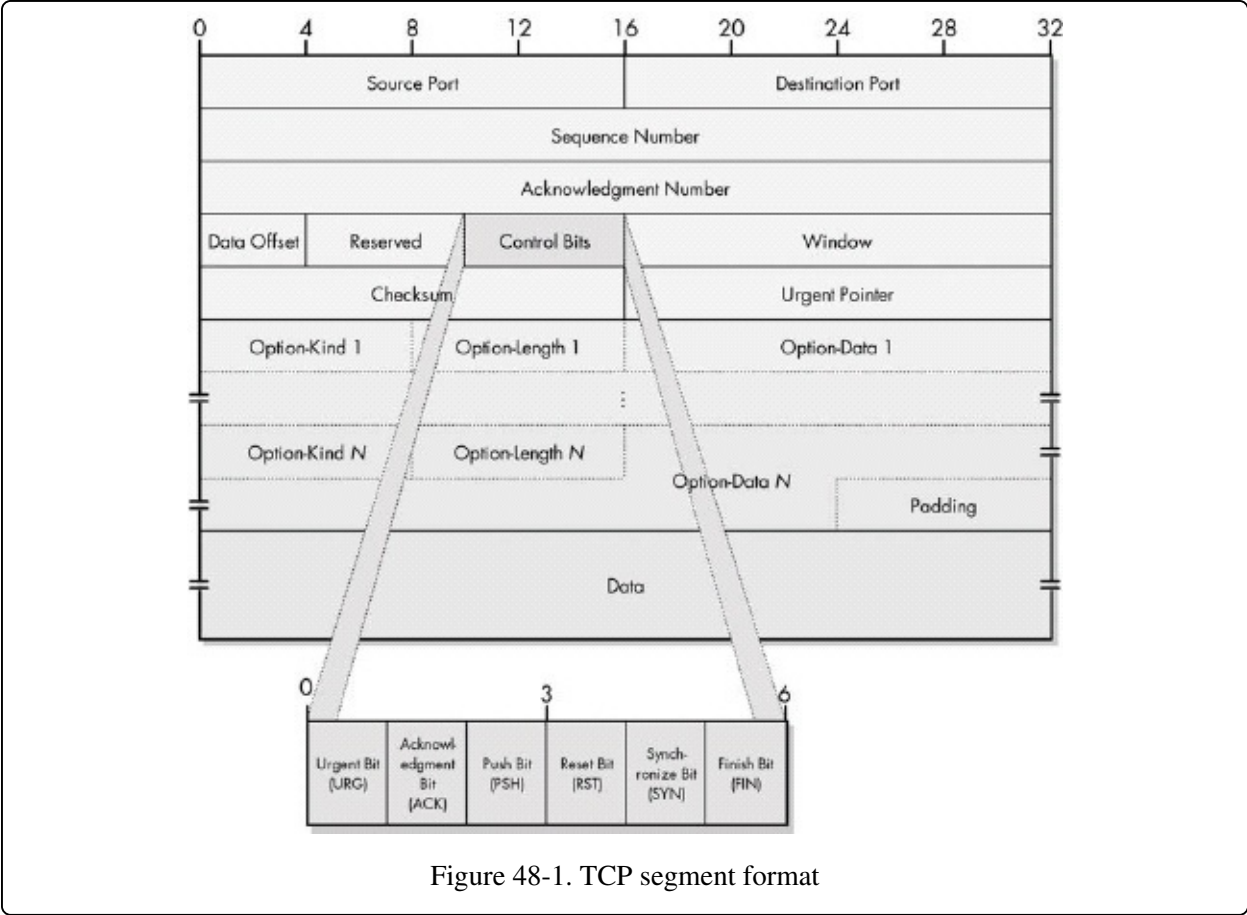 0 4 8 12 16 20 24 28 32
Source Port Destination Port
Sequence Number
Acknowledgment Number
Data Offset Reserved Control Bits Window
Checksum Urgent Pointer
Option-Kind 1 Option-Length 1 Option-Data 1
Option-Kind N Option-Length N
Option-Data N
Padding
Data
0 3 6
Urgent Bit
(URG)
Acknowl-
edgment
Bit
(ACK)
Push Bit
(PSH)
Reset Bit
(RST)
Synch-
ronize Bit
(SYN)
Finish Bit
(FIN)
Figure 48-1. TCP segment format